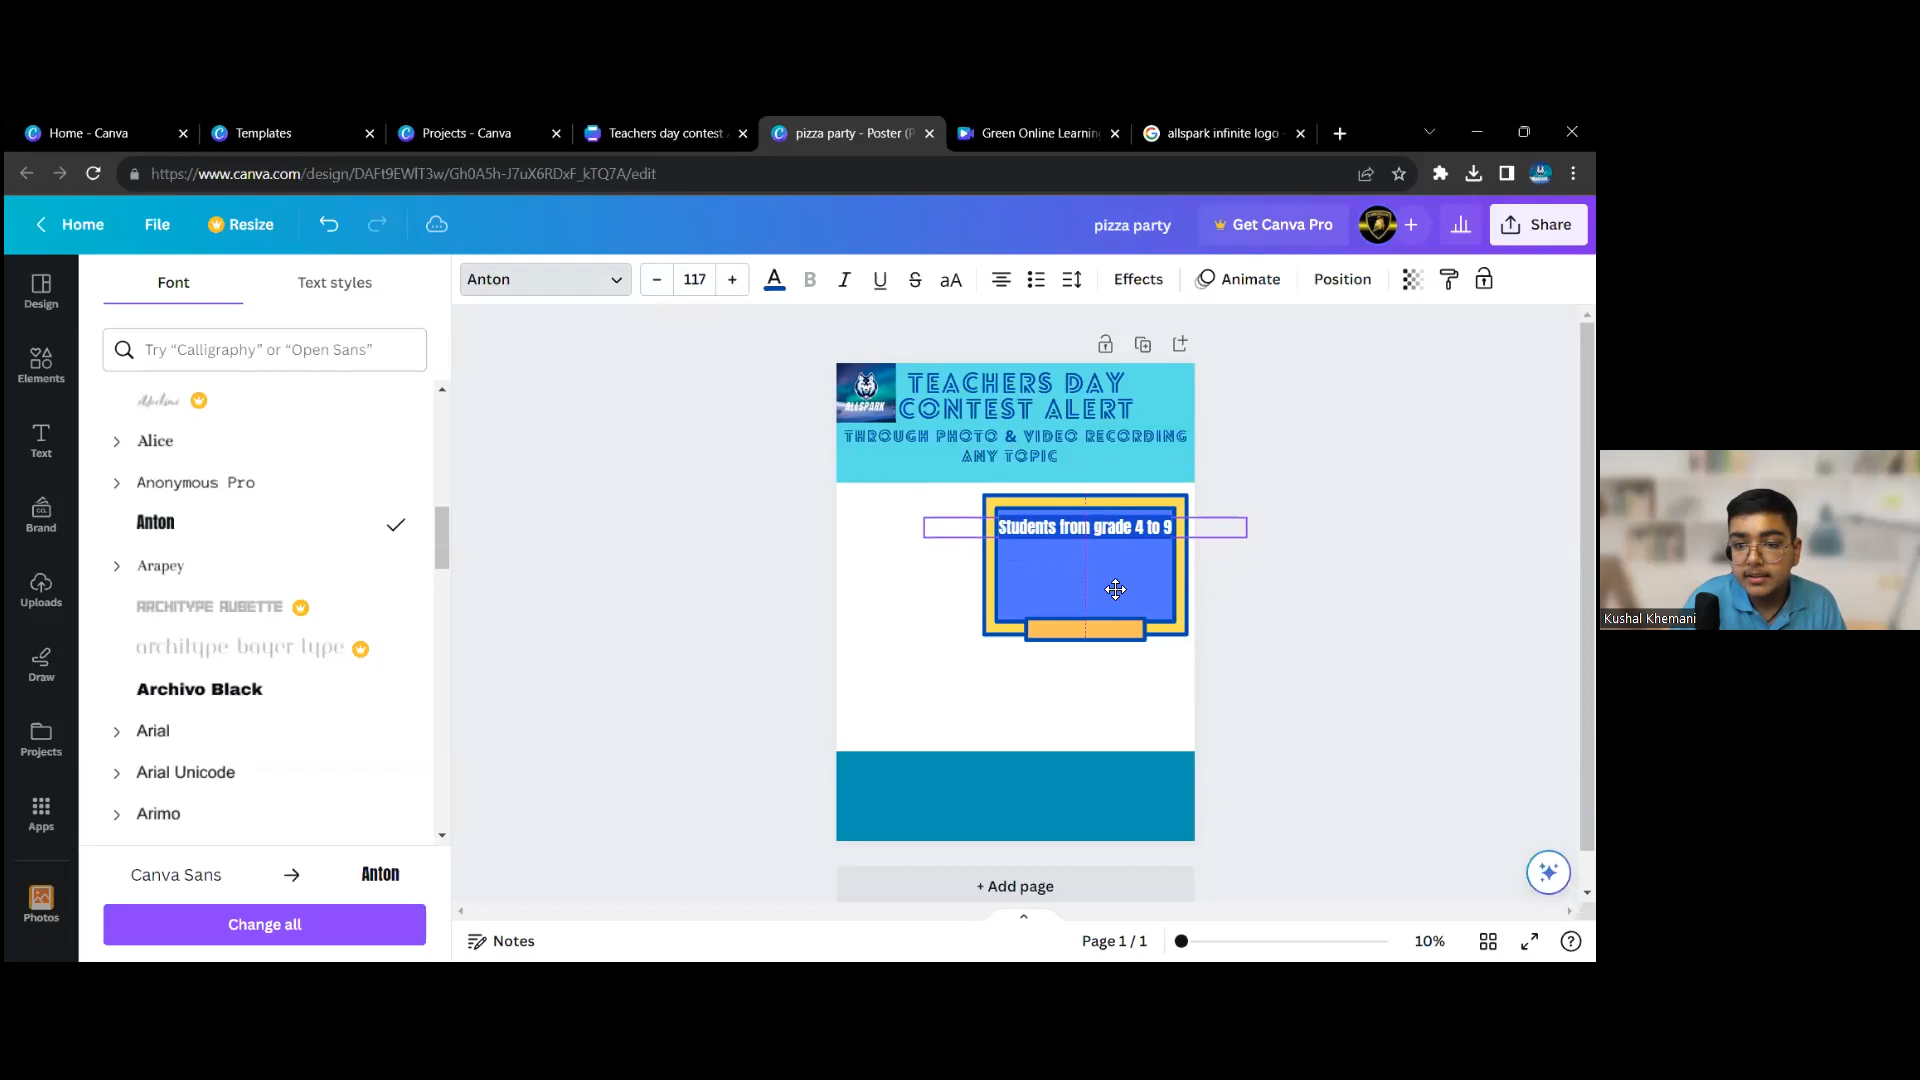 Home - Canva
Templates
Projects - Canva
Teachers day contest
pizza party - Poster (P
Green Online Learnin
allspark infinite logo
https://www.canva.com/design/DAFt9EWlT3w/Gh0A5h-J7uX6RDxF_kTQ7A/edit
Home
File
Resize
pizza party
Get Canva Pro
Share
Font
Text styles
Anton
117
B I U S aA
Effects
Animate
Position
Design
Elements
Text
Brand
Uploads
Draw
Projects
Apps
Photos
Try “Calligraphy” or “Open Sans”
Alice
Anonymous Pro
Anton
Arapey
ARCHITYPE AUBETTE
architype bayer type
Archivo Black
Arial
Arial Unicode
Arimo
Canva Sans
Anton
Change all
ALLSPARK
TEACHERS DAY
CONTEST ALERT
THROUGH PHOTO & VIDEO RECORDING
ANY TOPIC
Students from grade 4 to 9
+ Add page
Notes
Page 1 / 1
10%
Kushal Khemani